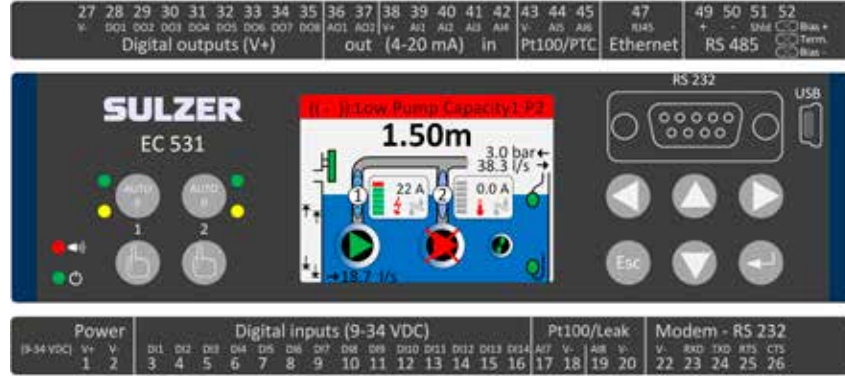 27 28 29 30 31 32 33 34 35 36 37 38 39 40 41 42 43 44 45 47 49 50 51 52
V- DO1 DO2 DO3 DO4 DO5 DO6 DO7 DO8 AO1 AO2 V+ AI1 AI2 AI3 AI4 V- AI5 AI6 RJ45 + - Shld Bias +
Term.
Bias -
Digital outputs (V+) out (4-20 mA) in Pt100/PTC Ethernet RS 485
RS 232
USB
SULZER
EC 531
((-)):Low Pump Capacity1 P2
1.50m
3.0 bar
38.3 l/s
1 22 A 2 0.0 A
18.7 l/s
AUTO
0
AUTO
0
1 2
Esc
Power Digital inputs (9-34 VDC) Pt100/Leak Modem - RS 232
(9-34 VDC) V+ V- DI1 DI2 DI3 DI4 DI5 DI6 DI7 DI8 DI9 DI10 DI11 DI12 DI13 DI14 AI7 V- AI8 V- V- RXD TXD RTS CTS
1 2 3 4 5 6 7 8 9 10 11 12 13 14 15 16 17 18 19 20 22 23 24 25 26